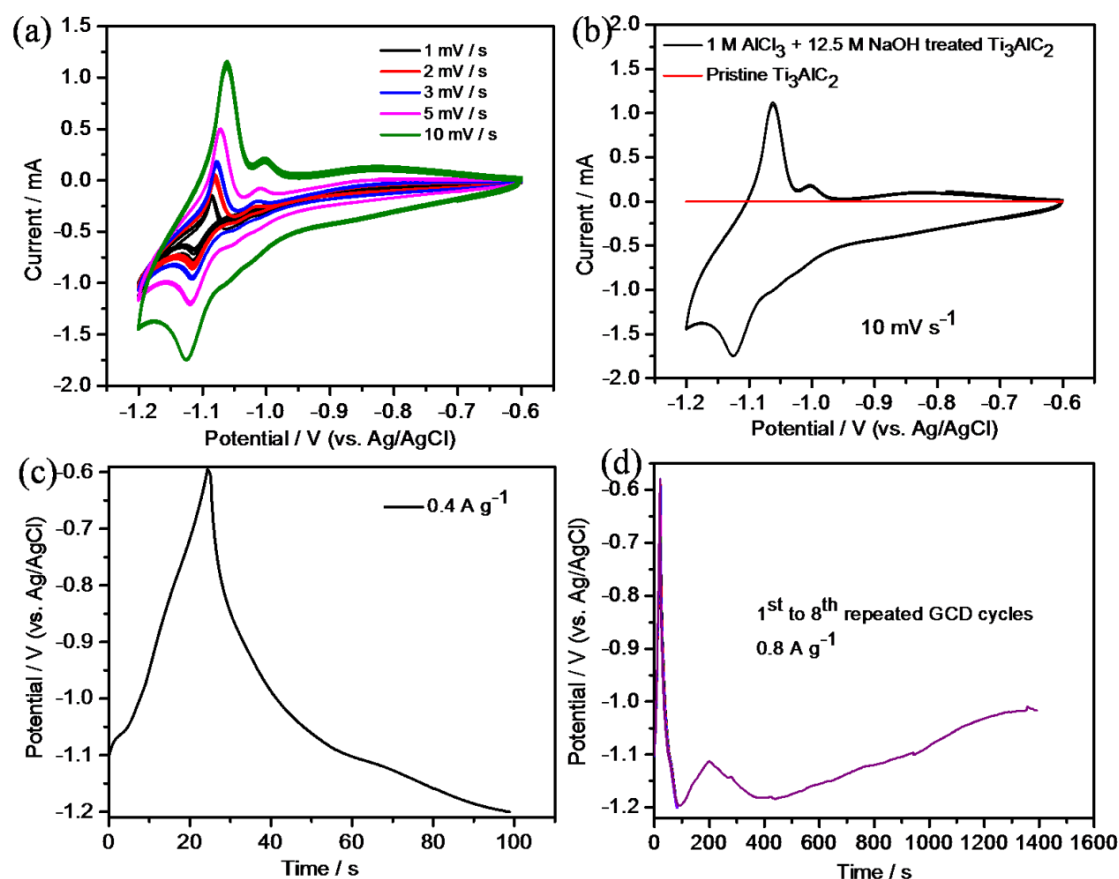 (a)
1 mV / s
2 mV / s
3 mV / s
5 mV / s
10 mV / s
Current / mA
1.5
1.0
0.5
0.0
−0.5
−1.0
−1.5
−2.0
−1.2 −1.1 −1.0 −0.9 −0.8 −0.7 −0.6
Potential / V (vs. Ag/AgCl)
(b)
1 M AlCl₃ + 12.5 M NaOH treated Ti₃AlC₂
Pristine Ti₃AlC₂
10 mV s⁻¹
Current / mA
2.0
1.5
1.0
0.5
0.0
−0.5
−1.0
−1.5
−2.0
−1.2 −1.1 −1.0 −0.9 −0.8 −0.7 −0.6
Potential / V (vs. Ag/AgCl)
(c)
0.4 A g⁻¹
Potential / V (vs. Ag/AgCl)
−0.6
−0.7
−0.8
−0.9
−1.0
−1.1
−1.2
0 20 40 60 80 100
Time / s
(d)
1ˢᵗ to 8ᵗʰ repeated GCD cycles
0.8 A g⁻¹
Potential / V (vs. Ag/AgCl)
−0.6
−0.7
−0.8
−0.9
−1.0
−1.1
−1.2
0 200 400 600 800 1000 1200 1400 1600
Time / s